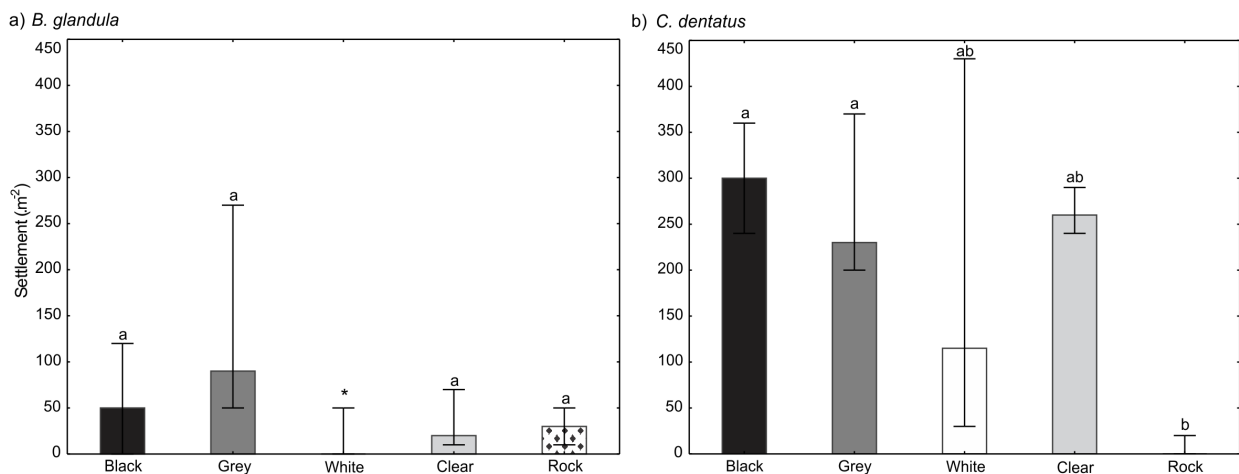 a) B. glandula
450
400
350
300
250
200
150
100
50
0
Settlement (.m-2)
a
a
*
a
a
Black Grey White Clear Rock
b) C. dentatus
450
400
350
300
250
200
150
100
50
0
a
a
ab
ab
b
Black Grey White Clear Rock